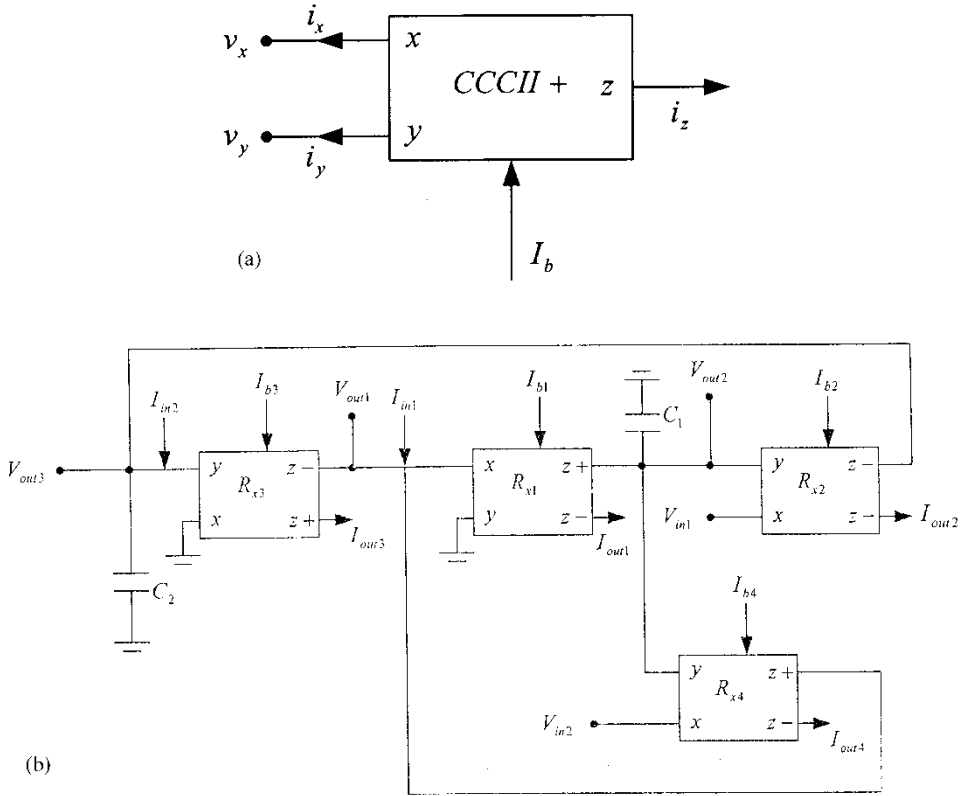 i_x
v_x
x
CCCII +
z
i_z
v_y
y
i_y
(a)
I_b
I_in2
I_b3
V_out1
I_in1
I_b1
V_out2
I_b2
C_1
V_out3
y
z −
R_x3
x
z +
I_out3
x
z +
R_x1
y
z −
I_out1
y
z −
R_x2
V_in1
x
z −
I_out2
C_2
I_b4
y
z +
R_x4
V_in2
x
z −
I_out4
(b)